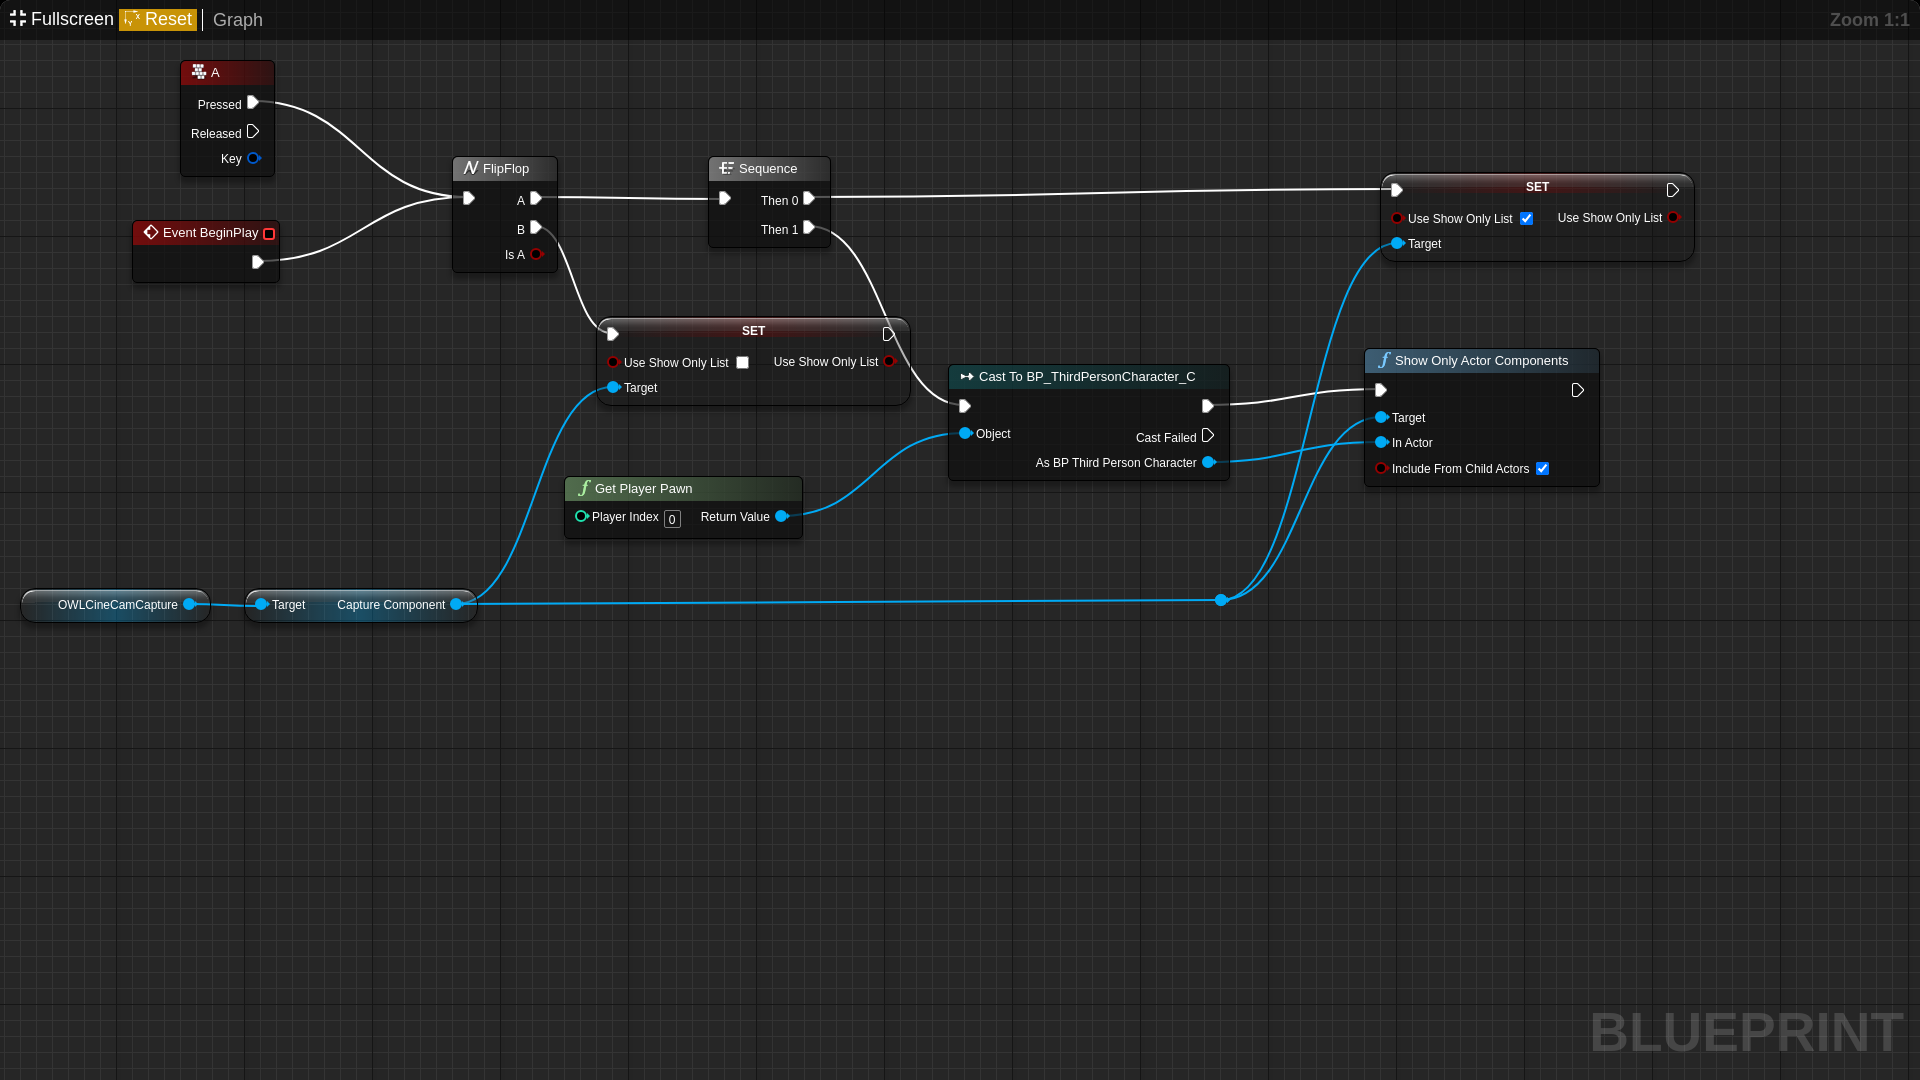 Fullscreen Reset Graph
Zoom 1:1
A
Pressed
Released
Key
Event BeginPlay
FlipFlop
A
B
Is A
Sequence
Then 0
Then 1
SET
Use Show Only List Use Show Only List
Target
SET
Use Show Only List Use Show Only List
Target
Cast To BP_ThirdPersonCharacter_C
Object
Cast Failed
As BP Third Person Character
Show Only Actor Components
Target
In Actor
Include From Child Actors
Get Player Pawn
Player Index 0 Return Value
OWLCineCamCapture
Target Capture Component
BLUEPRINT